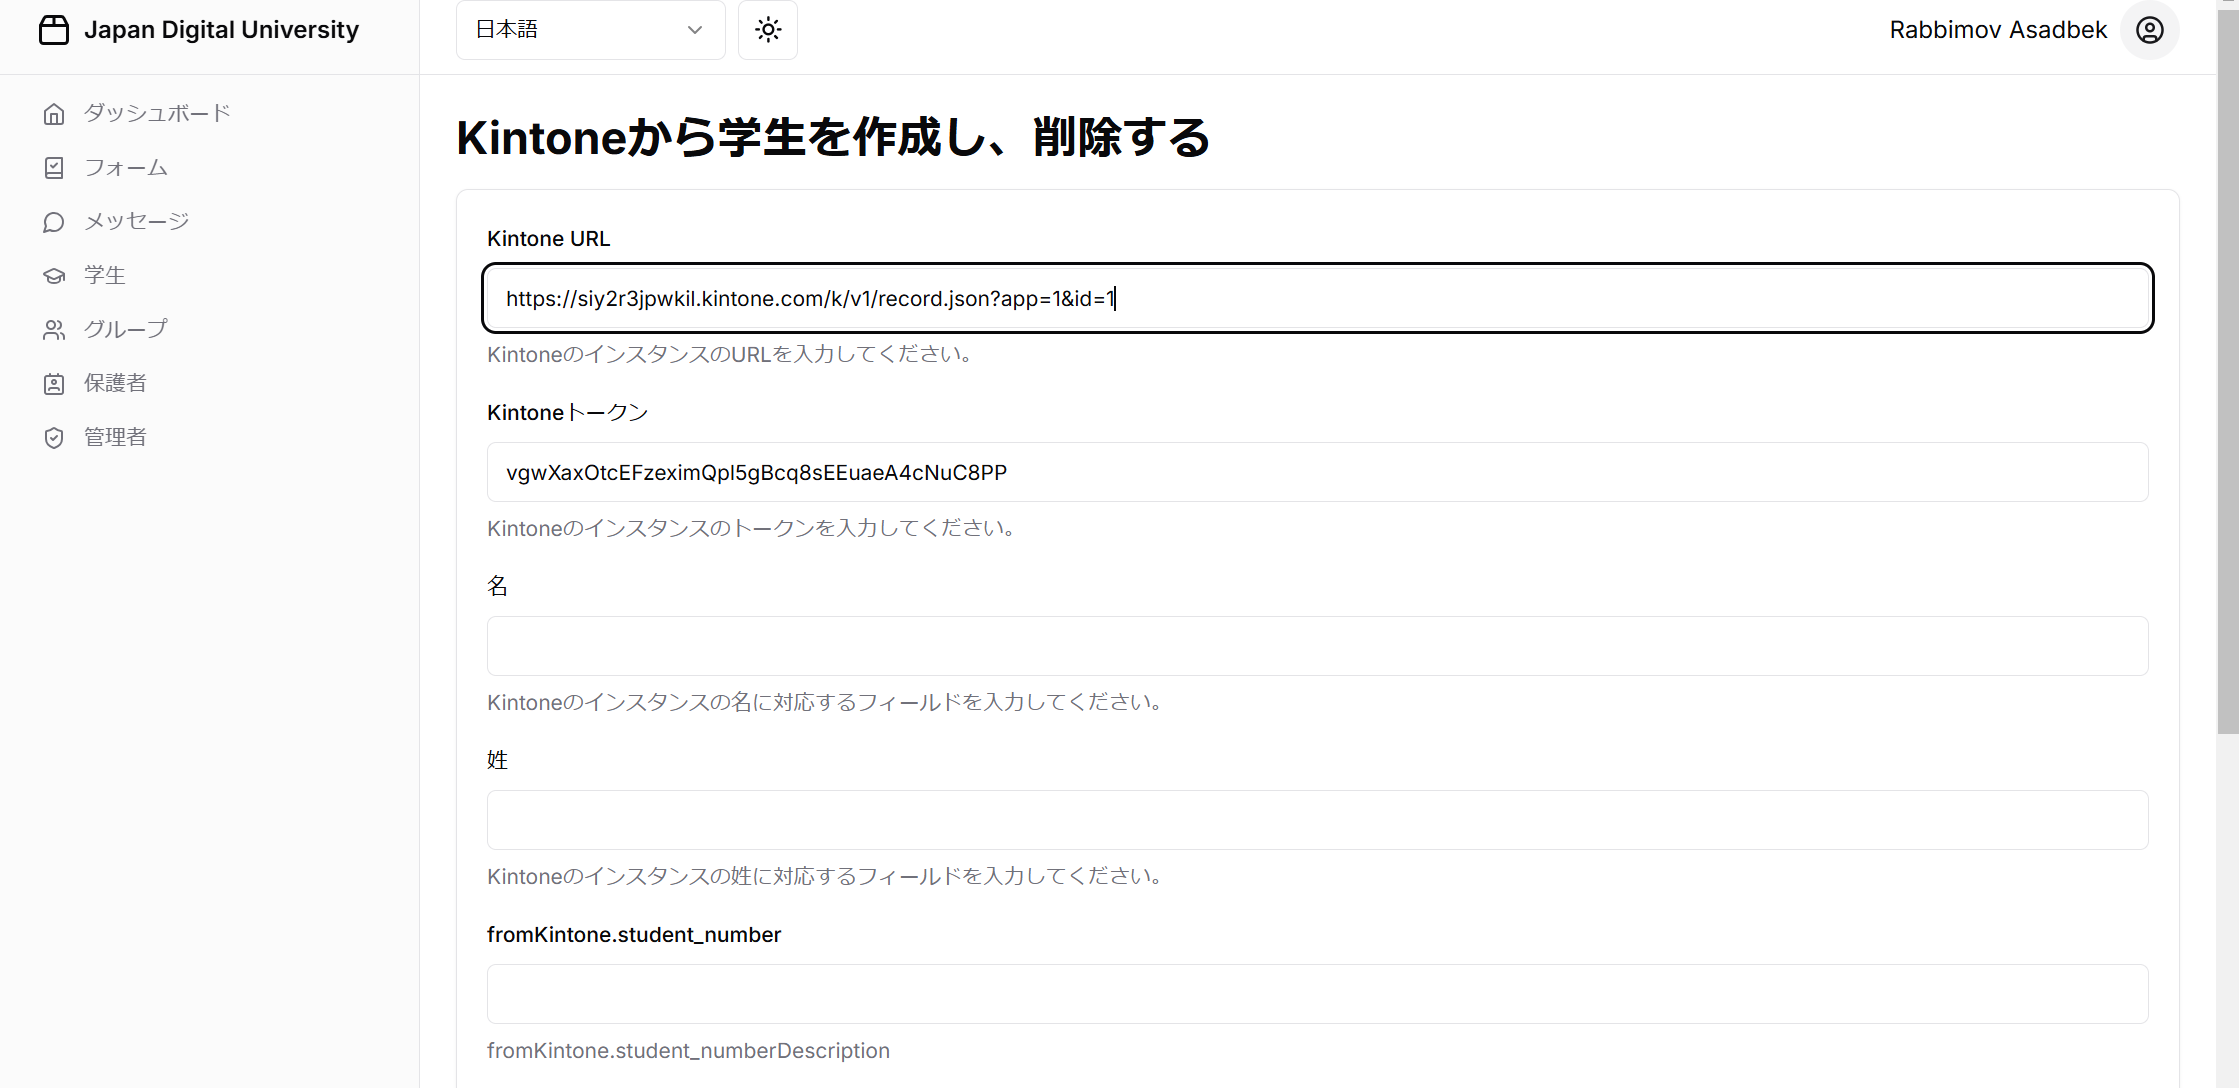 Japan Digital University
日本語
Rabbimov Asadbek
ダッシュボード
フォーム
メッセージ
学生
グループ
保護者
管理者
Kintoneから学生を作成し、削除する
Kintone URL
https://siy2r3jpwkil.kintone.com/k/v1/record.json?app=1&id=1
KintoneのインスタンスのURLを入力してください。
Kintoneトークン
vgwXaxOtcEFzeximQpI5gBcq8sEEuaeA4cNuC8PP
Kintoneのインスタンスのトークンを入力してください。
名
Kintoneのインスタンスの名に対応するフィールドを入力してください。
姓
Kintoneのインスタンスの姓に対応するフィールドを入力してください。
fromKintone.student_number
fromKintone.student_numberDescription